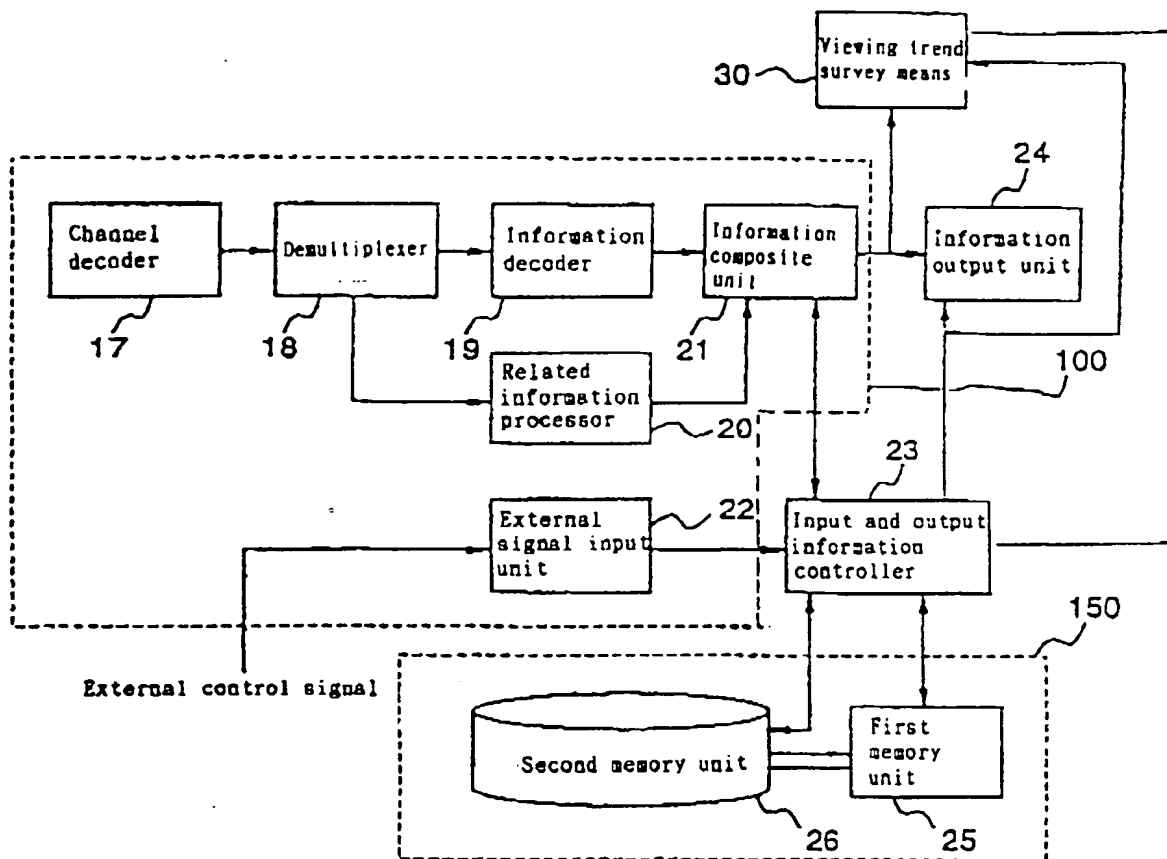 Viewing trend
survey means
30
24
Channel
decoder
Demultiplexer
Information
decoder
Information
composite
unit
Information
output unit
17
18
19
21
Related
information
processor
20
100
23
External
signal input
unit
22
Input and output
information
controller
150
External control signal
Second memory unit
First
memory
unit
26
25